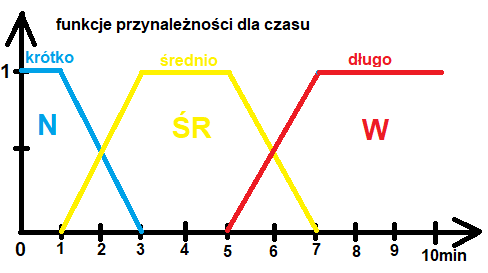 funkcje przynależności dla czasu
krótko
średnio
długo
1
N
ŚR
W
0 1 2 3 4 5 6 7 8 9 10min